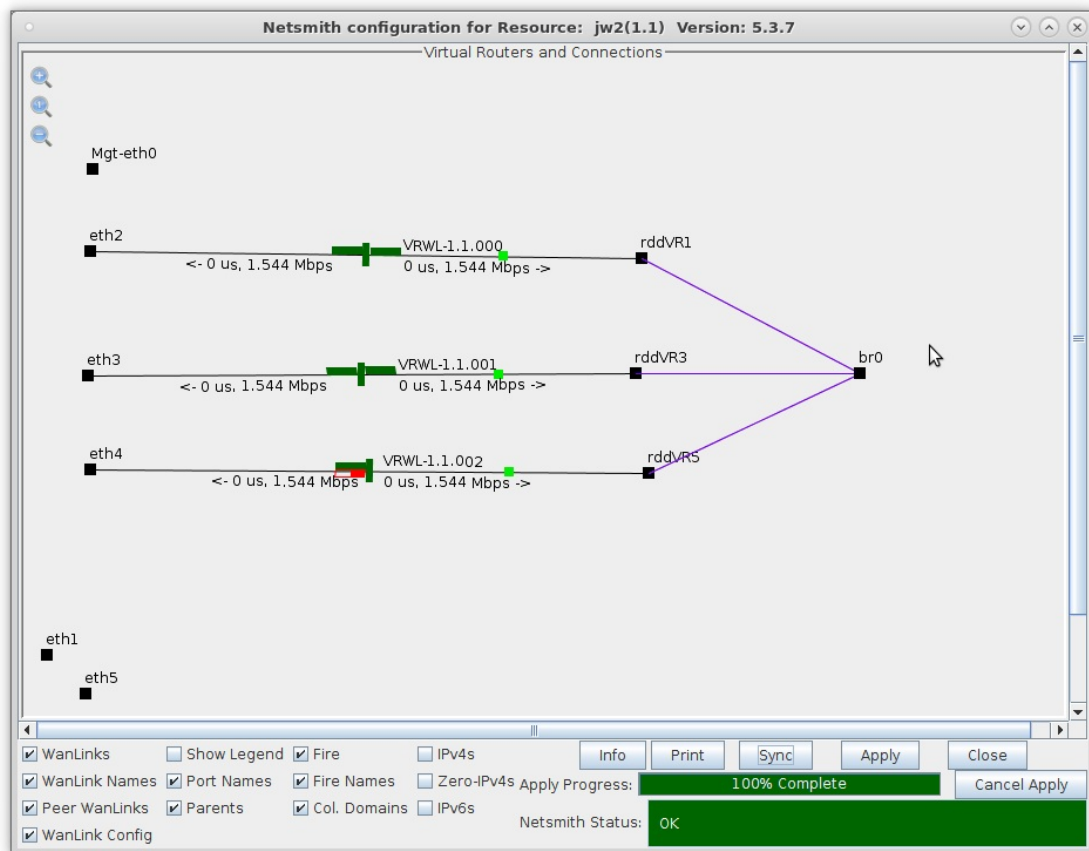 Netsmith configuration for Resource: jw2(1.1) Version: 5.3.7
Virtual Routers and Connections
Mgt-eth0
eth2
VRWL-1.1.000
rddVR1
<- 0 us, 1.544 Mbps
0 us, 1.544 Mbps ->
eth3
VRWL-1.1.001
rddVR3
br0
<- 0 us, 1.544 Mbps
0 us, 1.544 Mbps ->
eth4
VRWL-1.1.002
rddVR5
<- 0 us, 1.544 Mbps
0 us, 1.544 Mbps ->
eth1
eth5
WanLinks
Show Legend
Fire
IPv4s
Info
Print
Sync
Apply
Close
WanLink Names
Port Names
Fire Names
Zero-IPv4s
Apply Progress:
100% Complete
Cancel Apply
Peer WanLinks
Parents
Col. Domains
IPv6s
Netsmith Status:
OK
WanLink Config